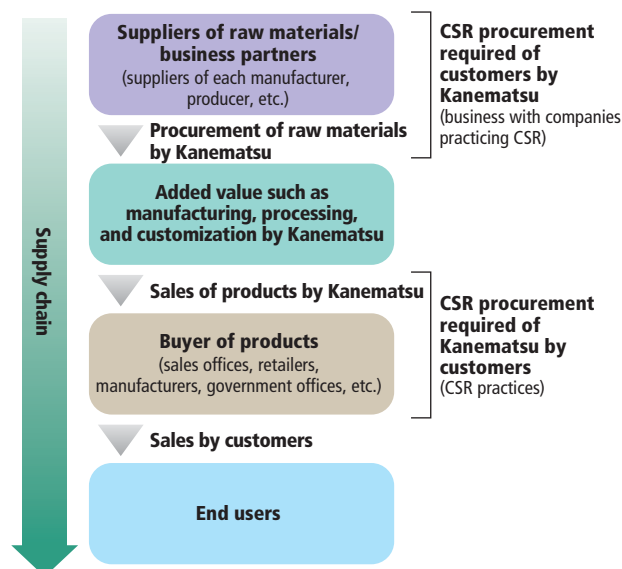 Suppliers of raw materials/
business partners
(suppliers of each manufacturer,
producer, etc.)
CSR procurement
required of
customers by
Kanematsu
(business with companies
practicing CSR)
Procurement of raw materials
by Kanematsu
Added value such as
manufacturing, processing,
and customization by Kanematsu
Supply chain
Sales of products by Kanematsu
Buyer of products
(sales offices, retailers,
manufacturers, government offices, etc.)
CSR procurement
required of
Kanematsu by
customers
(CSR practices)
Sales by customers
End users